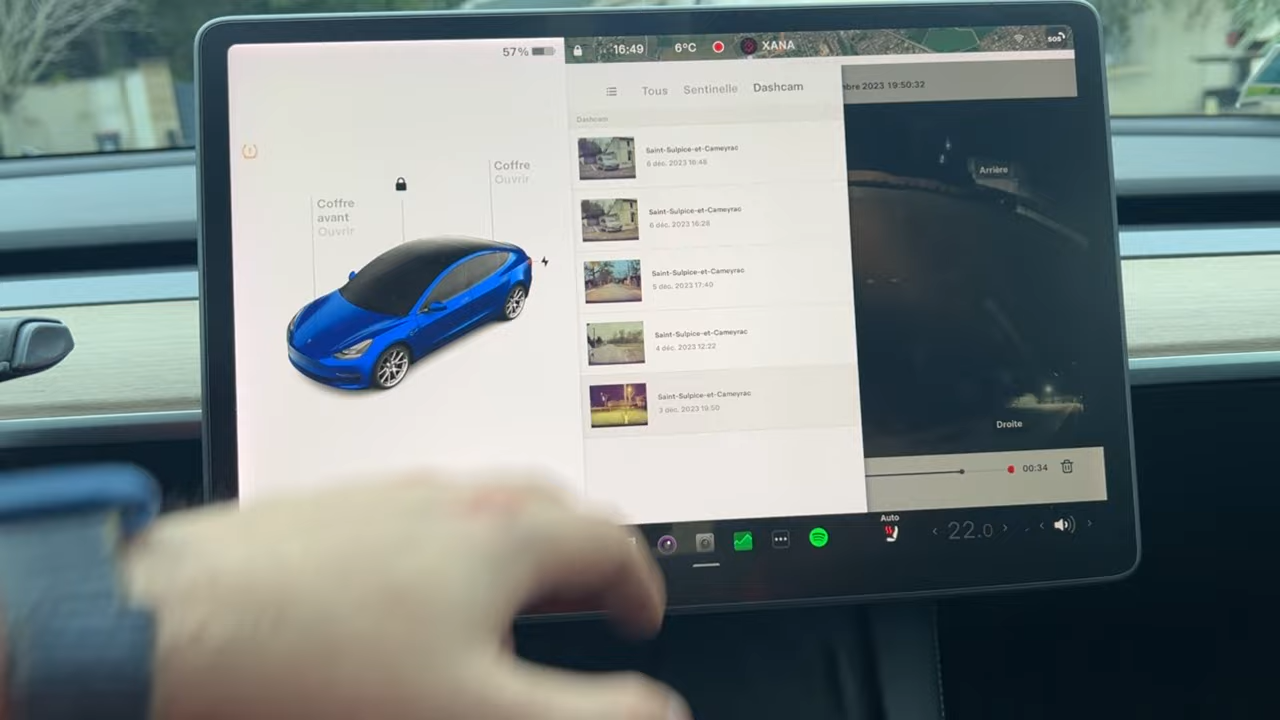 57%
16:49
6°C
XANA
SOS
Tous
Sentinelle
Dashcam
mbre 2023 19:50:32
Dashcam
Saint-Sulpice-et-Cameyrac
6 déc. 2023 16:46
Saint-Sulpice-et-Cameyrac
6 déc. 2023 16:26
Saint-Sulpice-et-Cameyrac
5 déc. 2023 17:40
Saint-Sulpice-et-Cameyrac
4 déc. 2023 12:22
Saint-Sulpice-et-Cameyrac
3 déc. 2023 19:50
Coffre
Ouvrir
Coffre
avant
Ouvrir
Arrière
Droite
00:34
Auto
22.0